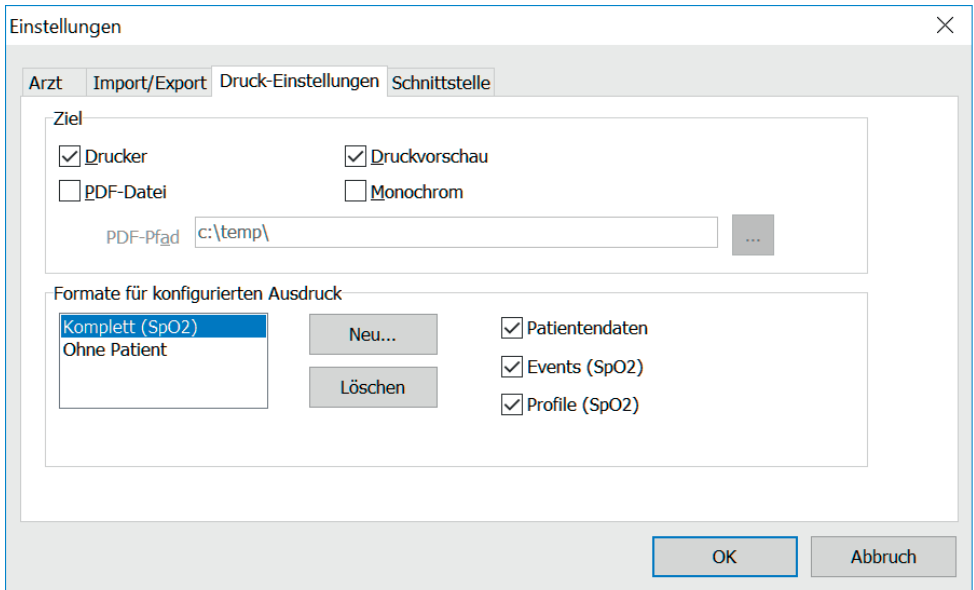 Einstellungen
Arzt Import/Export Druck-Einstellungen Schnittstelle
Ziel
Drucker Druckvorschau
PDF-Datei Monochrom
PDF-Pfad c:\temp\ ...
Formate für konfigurierten Ausdruck
Komplett (SpO2) Neu... Patientendaten
Ohne Patient
Events (SpO2)
Löschen
Profile (SpO2)
OK Abbruch